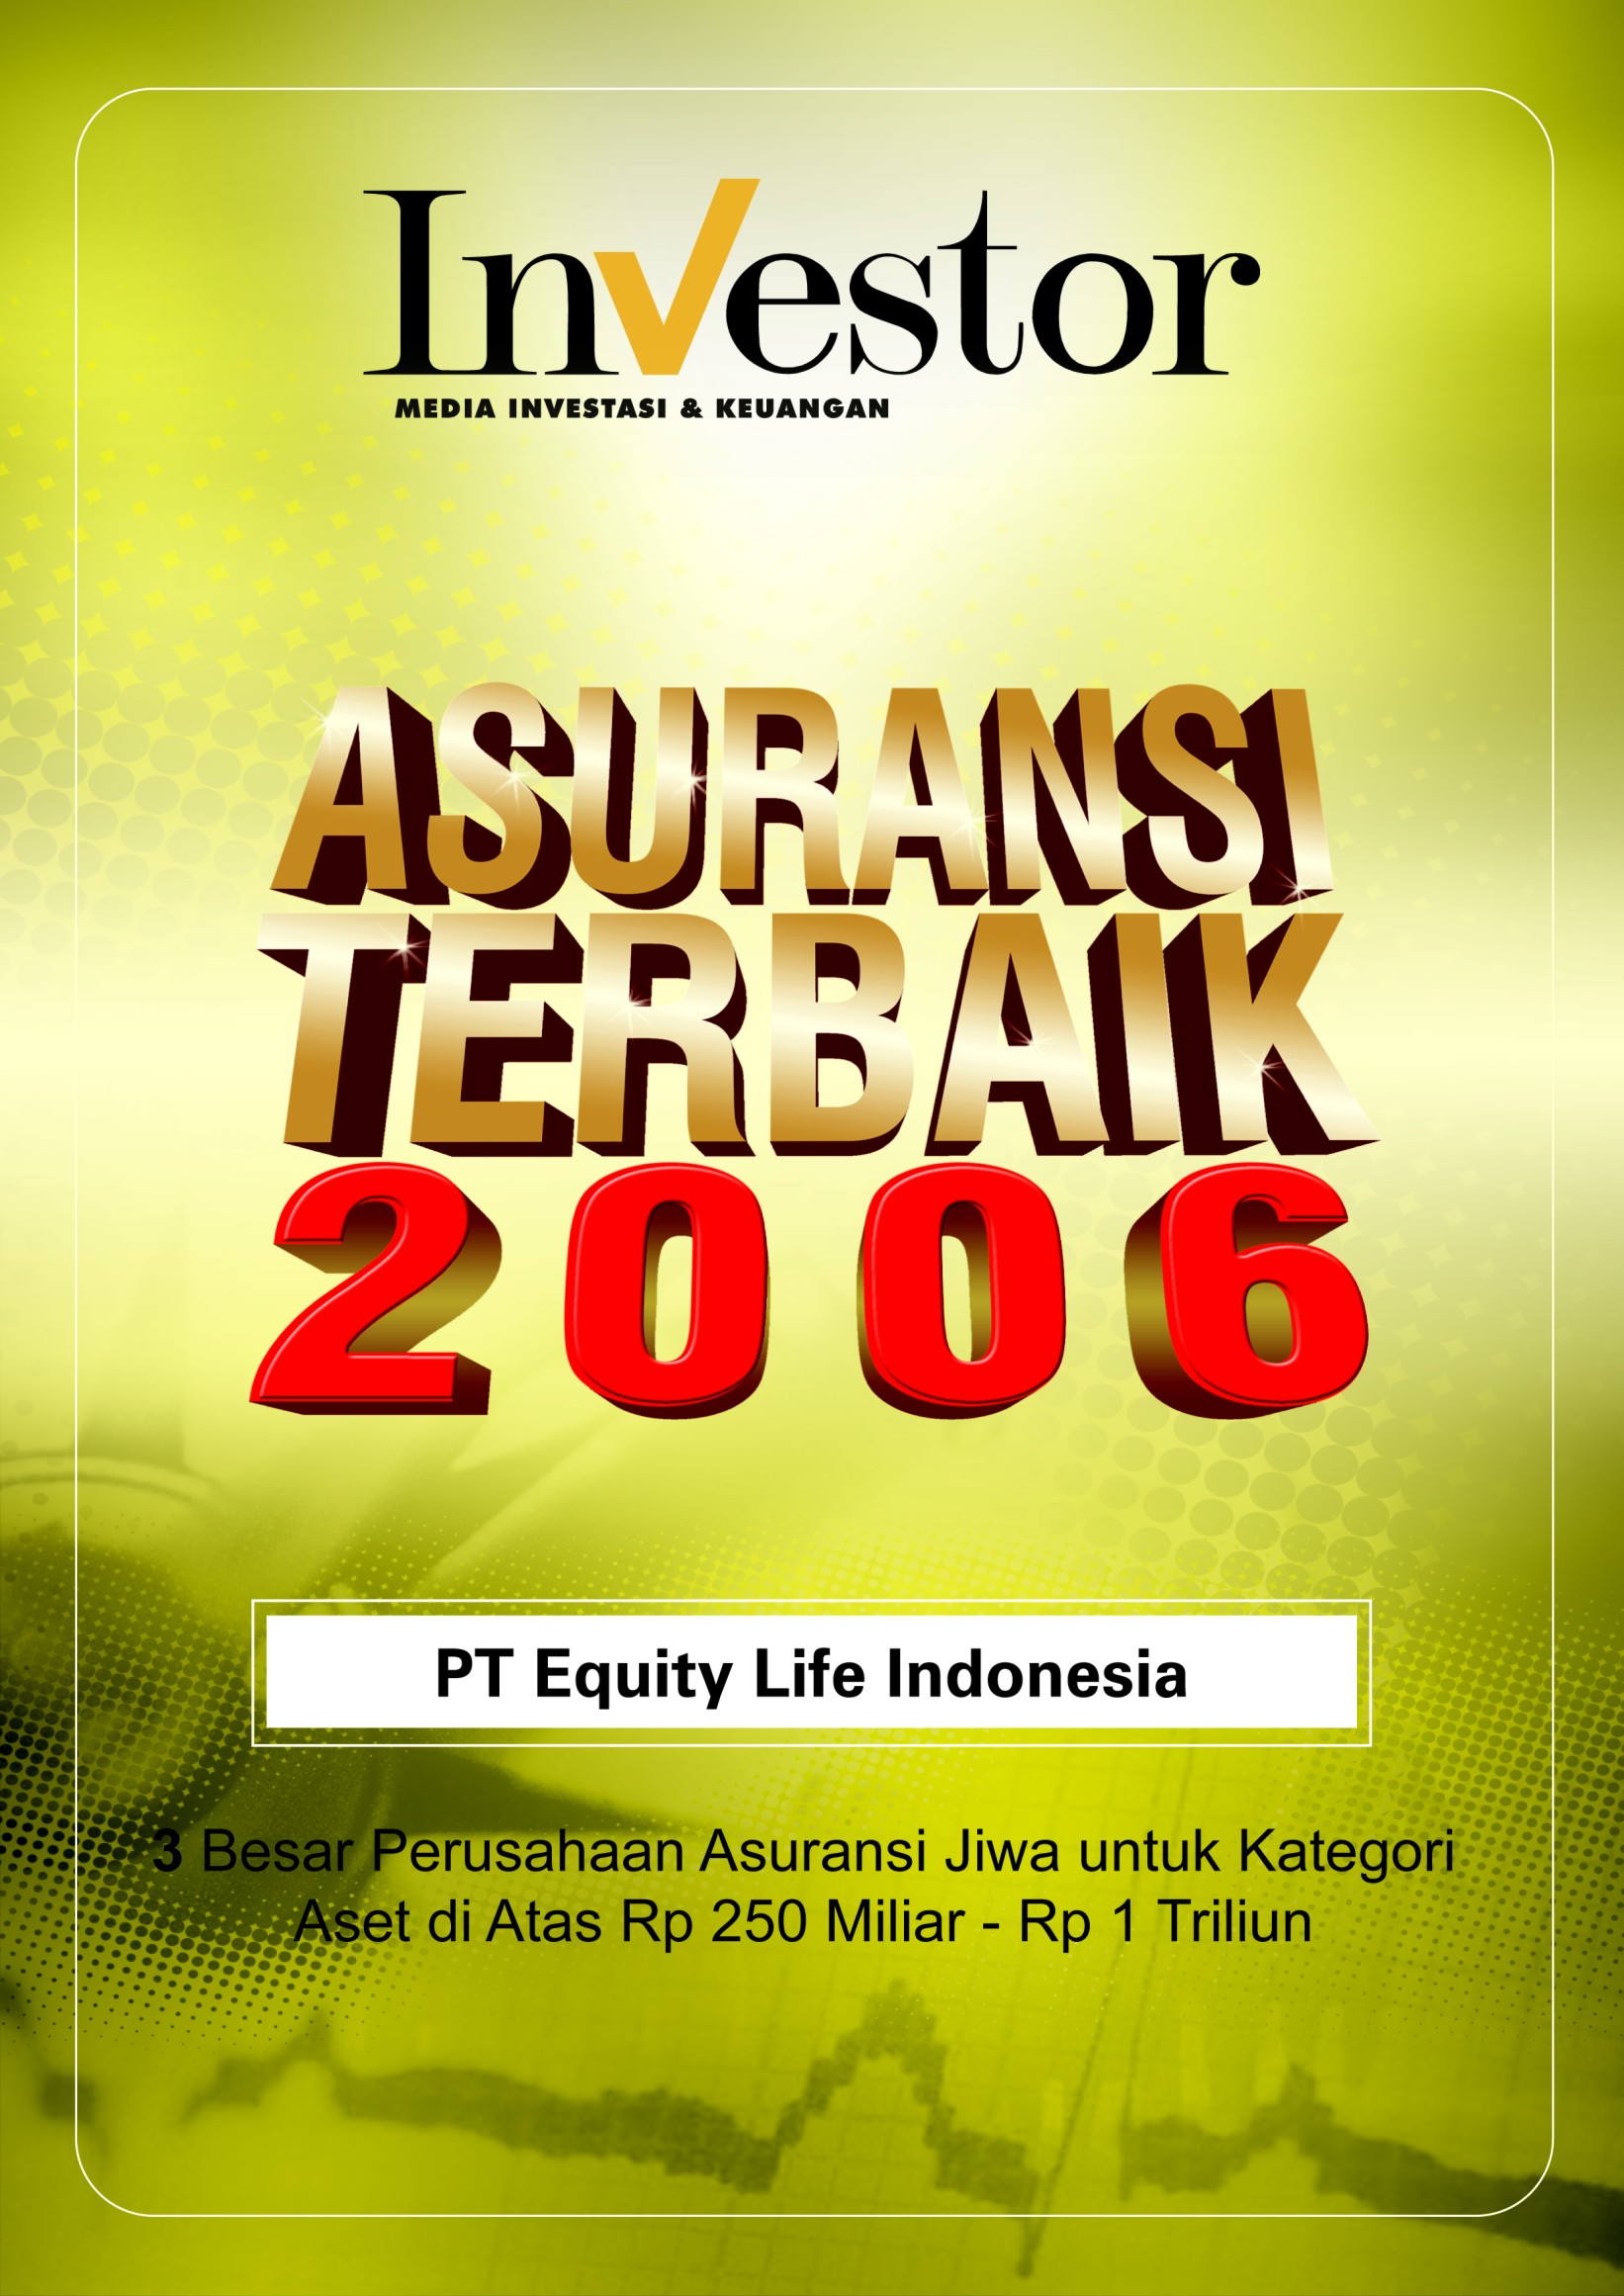 Investor
MEDIA INVESTASI & KEUANGAN
ASURANSI
TERBAIK
2006
PT Equity Life Indonesia
3 Besar Perusahaan Asuransi Jiwa untuk Kategori
Aset di Atas Rp 250 Miliar - Rp 1 Triliun